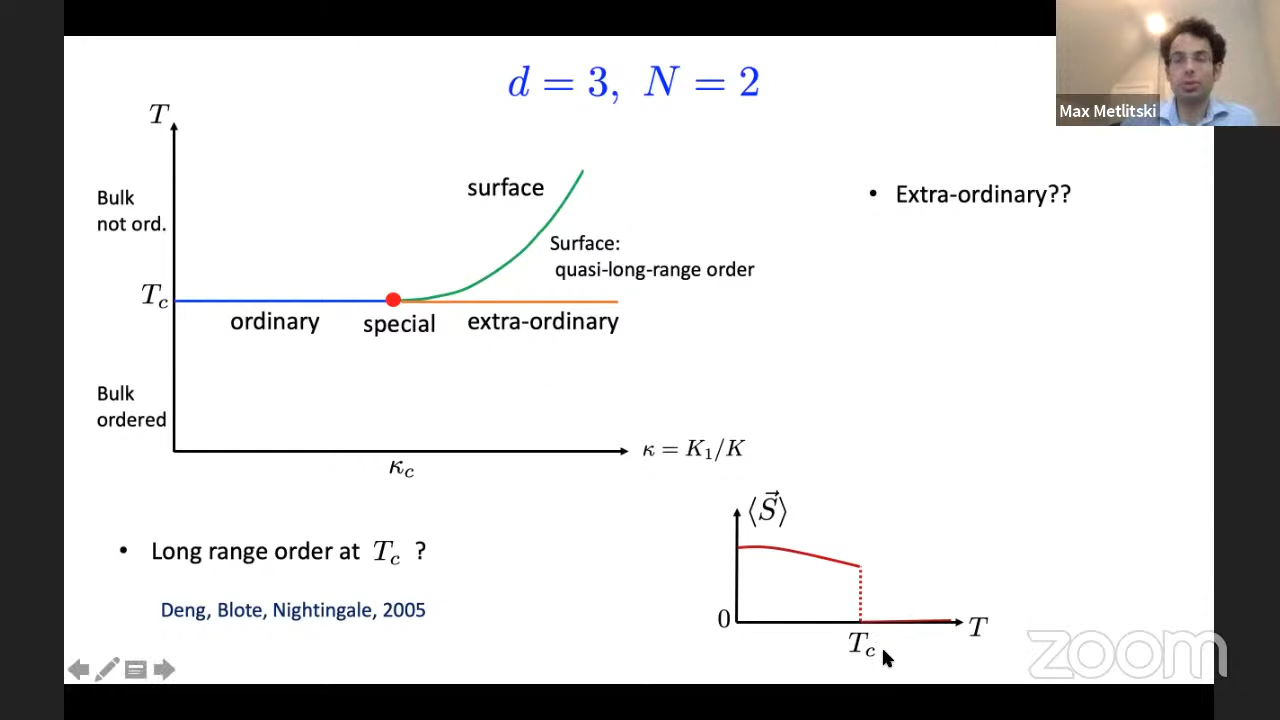 d = 3, N = 2
Max Metlitski
T
Bulk
not ord.
surface
• Extra-ordinary??
Surface:
quasi-long-range order
T_c
ordinary
special
extra-ordinary
Bulk
ordered
κ = K_1/K
κ_c
⟨S⃗⟩
• Long range order at T_c ?
Deng, Blote, Nightingale, 2005
0
T
T_c
zoom